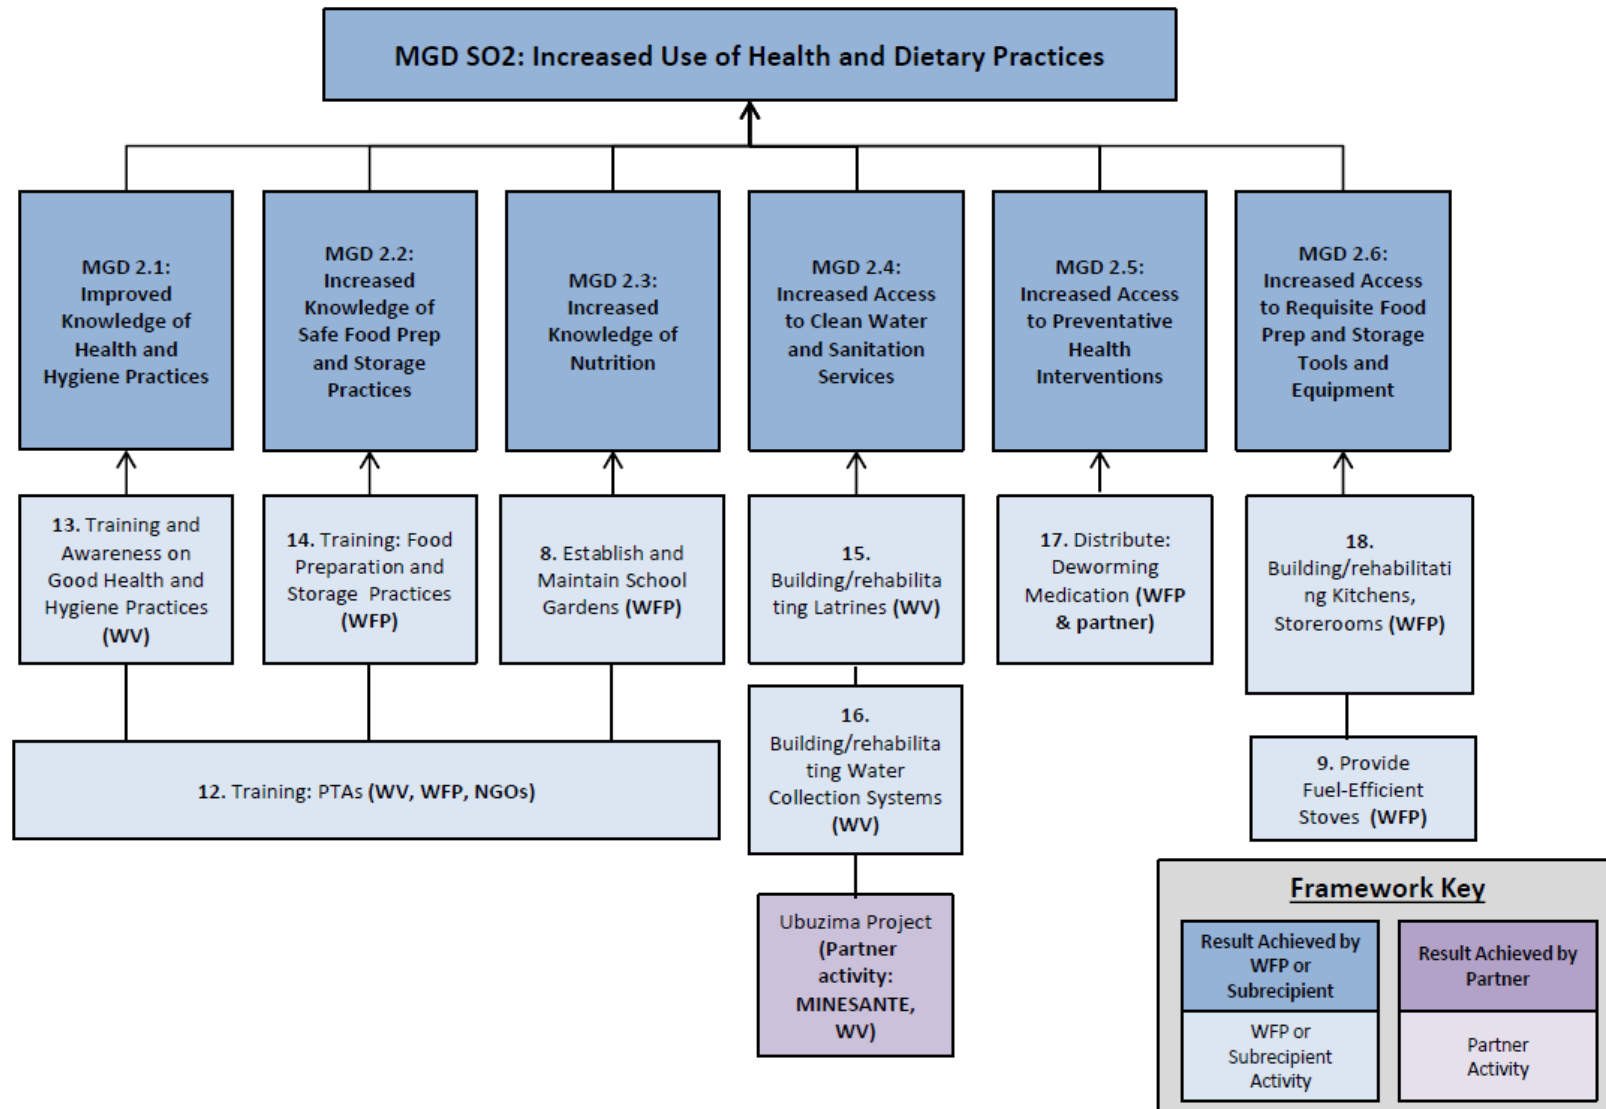 MGD SO2: Increased Use of Health and Dietary Practices
MGD 2.1:
Improved
Knowledge of
Health and
Hygiene Practices
MGD 2.2:
Increased
Knowledge of
Safe Food Prep
and Storage
Practices
MGD 2.3:
Increased
Knowledge of
Nutrition
MGD 2.4:
Increased Access
to Clean Water
and Sanitation
Services
MGD 2.5:
Increased Access
to Preventative
Health
Interventions
MGD 2.6:
Increased Access
to Requisite Food
Prep and Storage
Tools and
Equipment
13. Training and
Awareness on
Good Health and
Hygiene Practices
(WV)
14. Training: Food
Preparation and
Storage Practices
(WFP)
8. Establish and
Maintain School
Gardens (WFP)
15.
Building/rehabilita
ting Latrines (WV)
17. Distribute:
Deworming
Medication (WFP
& partner)
18.
Building/rehabilitati
ng Kitchens,
Storerooms (WFP)
12. Training: PTAs (WV, WFP, NGOs)
16.
Building/rehabilita
ting Water
Collection Systems
(WV)
9. Provide
Fuel-Efficient
Stoves (WFP)
Ubuzima Project
(Partner
activity:
MINESANTE,
WV)
Framework Key
Result Achieved by
WFP or
Subrecipient
Result Achieved by
Partner
WFP or
Subrecipient
Activity
Partner
Activity